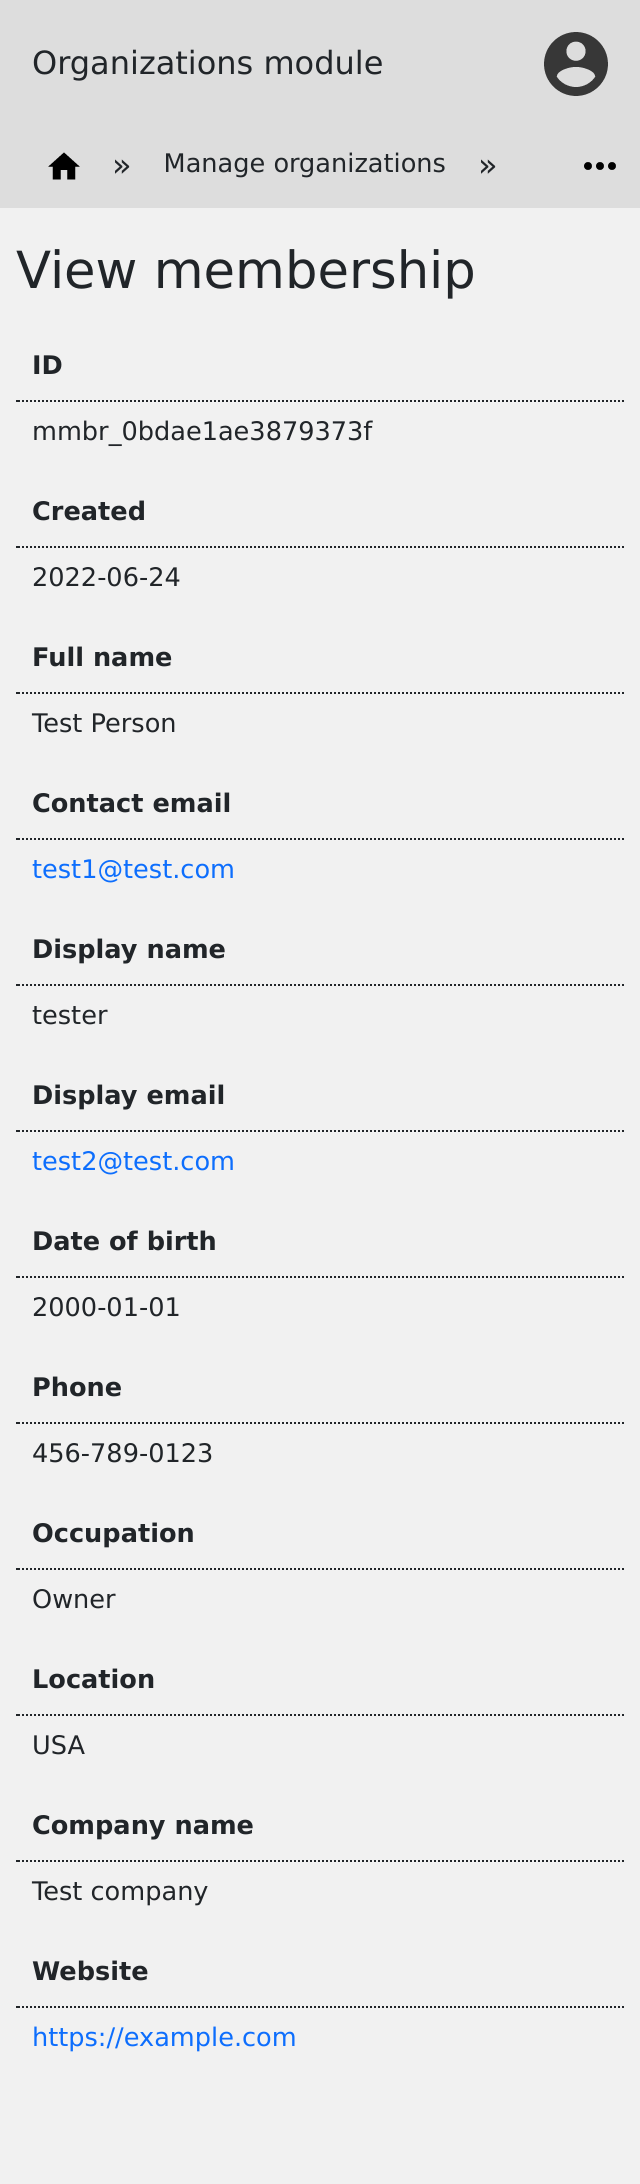 Organizations module
» Manage organizations » •••
View membership
ID
mmbr_0bdae1ae3879373f
Created
2022-06-24
Full name
Test Person
Contact email
test1@test.com
Display name
tester
Display email
test2@test.com
Date of birth
2000-01-01
Phone
456-789-0123
Occupation
Owner
Location
USA
Company name
Test company
Website
https://example.com